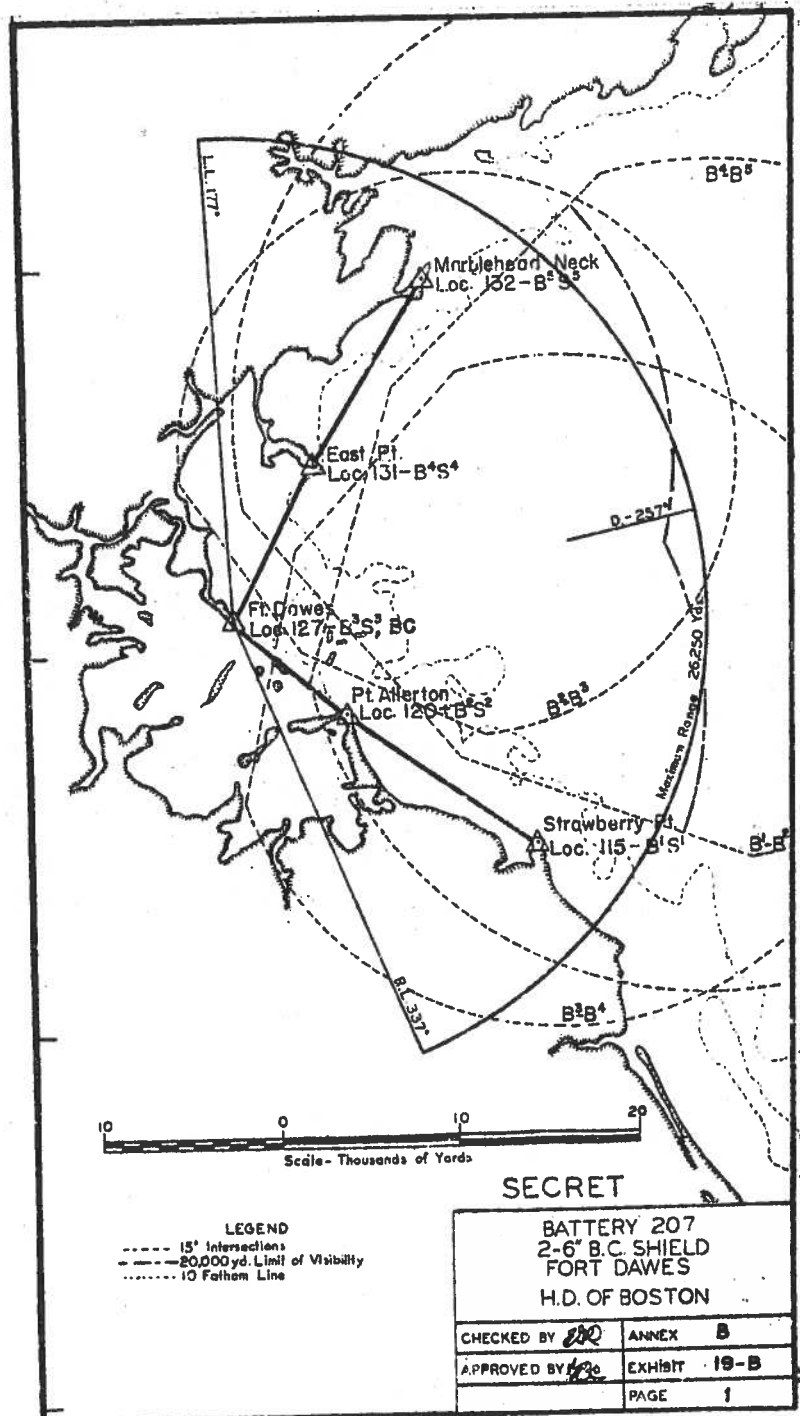 B⁴B⁵
L.L. 177°
Marblehead Neck
Loc. 132-B⁵S⁵
East Pt.
Loc. 131-B⁴S⁴
D.-257°
Ft. Dawes
Loc. 127-B³S³, BC
Pt. Allerton
Loc. 120-B²S²
B²B³
Maximum Range 26,250 Yds.
Strawberry Pt.
Loc. 115-B¹S¹
B¹-B²
R.L. 337°
B³B⁴
10 0 10 20
Scale- Thousands of Yards
SECRET
LEGEND
15° Intersections
20,000 yd. Limit of Visibility
10 Fathom Line
BATTERY 207
2-6" B.C. SHIELD
FORT DAWES
H.D. OF BOSTON
CHECKED BY
ANNEX B
APPROVED BY
EXHIBIT 19-B
PAGE 1